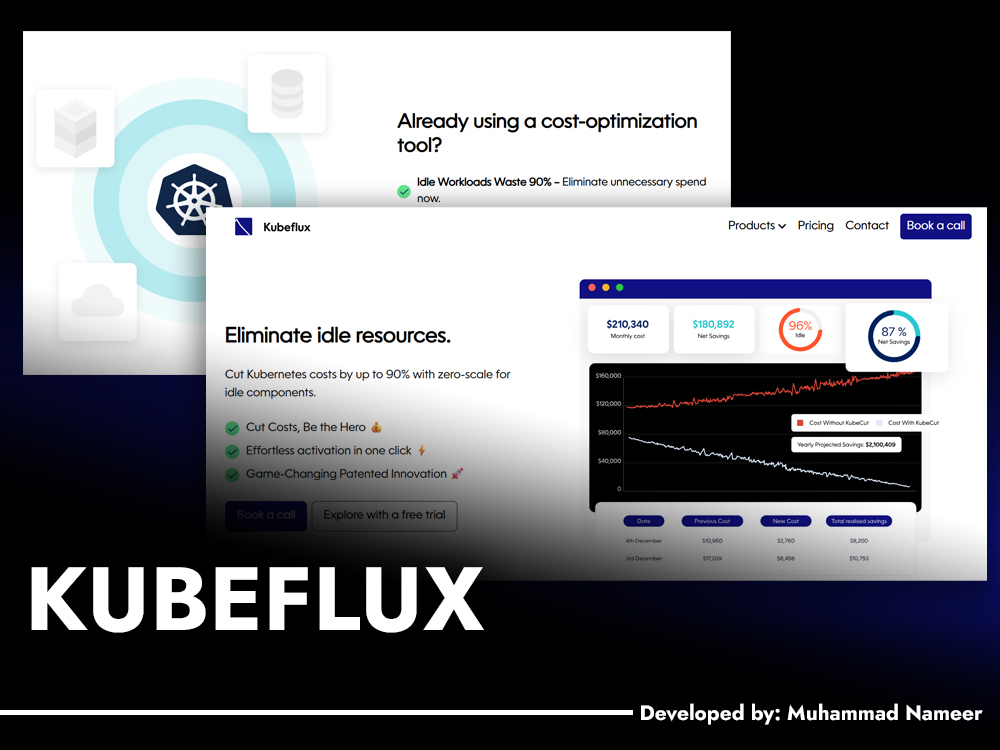 Already using a cost-optimization
tool?
Idle Workloads Waste 90% – Eliminate unnecessary spend
now.
Kubeflux
Products
Pricing
Contact
Book a call
Eliminate idle resources.
Cut Kubernetes costs by up to 90% with zero-scale for
idle components.
Cut Costs, Be the Hero
Effortless activation in one click
Game-Changing Patented Innovation
Book a call
Explore with a free trial
$210,340
Monthly cost
$180,892
Net Savings
96%
Idle
87 %
Net Savings
$160,000
$120,000
$80,000
$40,000
0
Cost Without KubeCut
Cost With KubeCut
Yearly Projected Savings: $2,100,409
Date
Previous Cost
New Cost
Total realised savings
4th December
$10,960
$2,760
$8,200
3rd December
$17,209
$6,456
$10,753
KUBEFLUX
Developed by: Muhammad Nameer